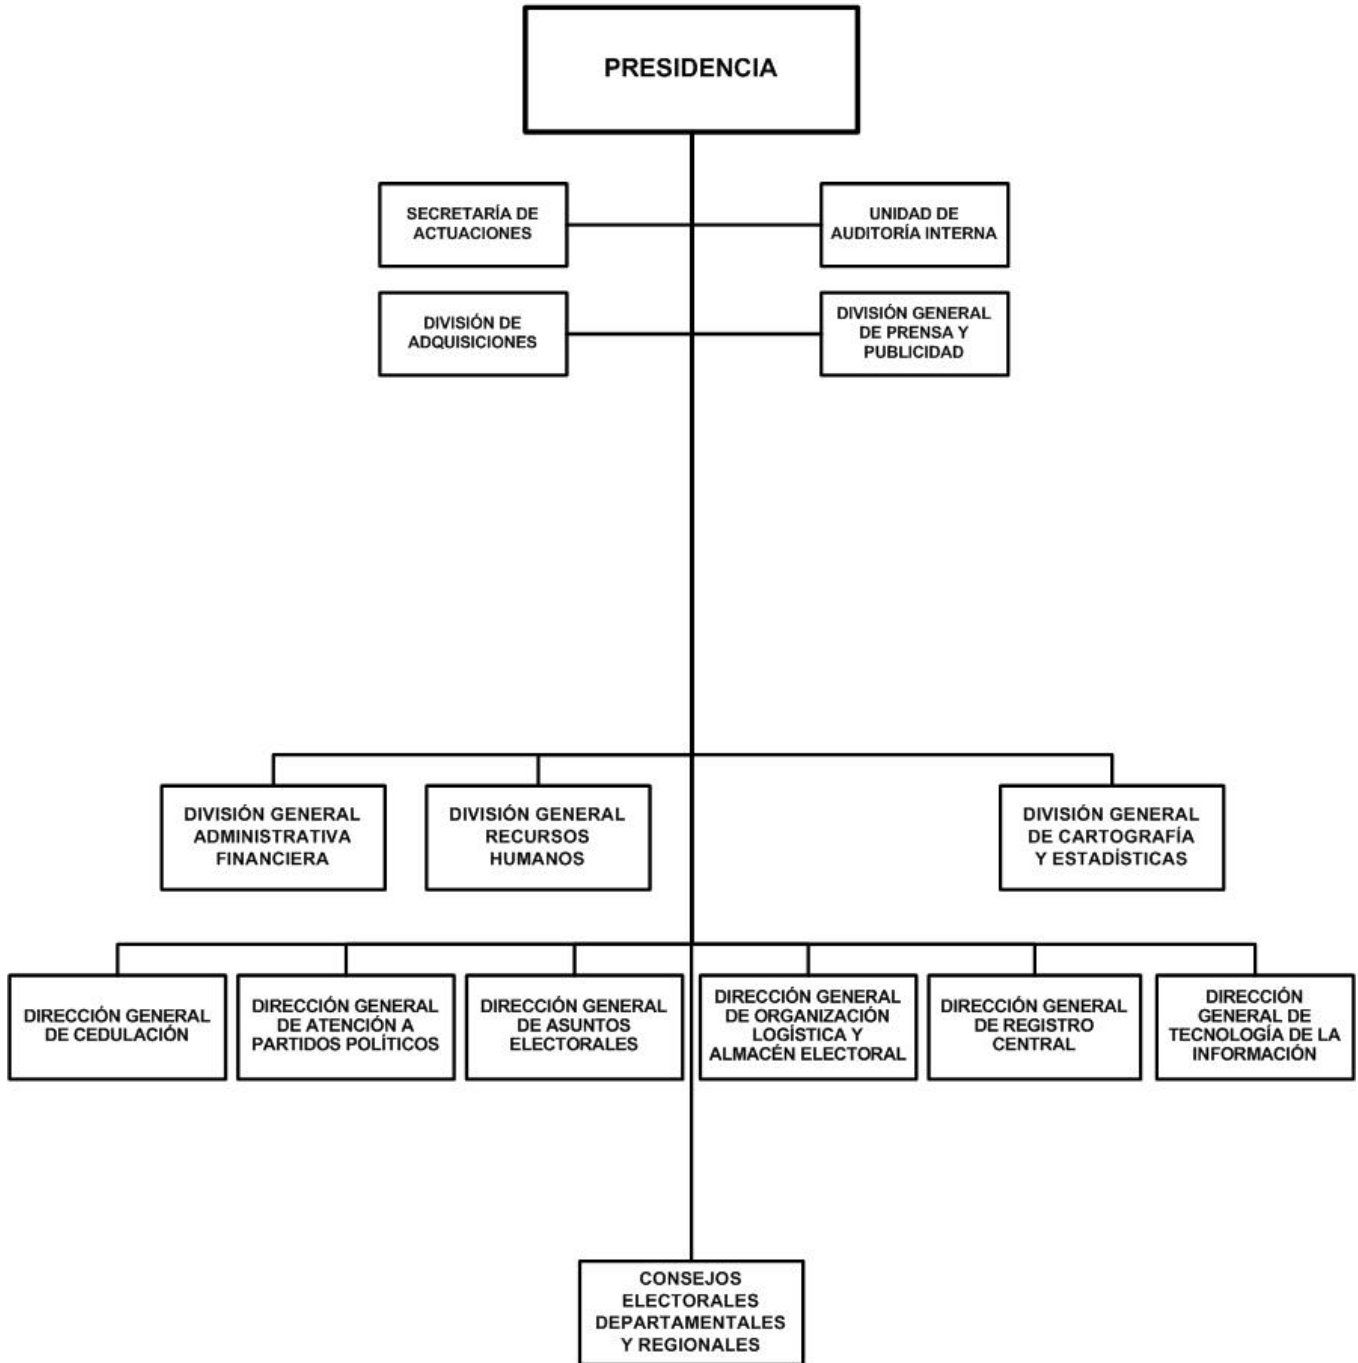 PRESIDENCIA
SECRETARÍA DE
ACTUACIONES
UNIDAD DE
AUDITORÍA INTERNA
DIVISIÓN DE
ADQUISICIONES
DIVISIÓN GENERAL
DE PRENSA Y
PUBLICIDAD
DIVISIÓN GENERAL
ADMINISTRATIVA
FINANCIERA
DIVISIÓN GENERAL
RECURSOS
HUMANOS
DIVISIÓN GENERAL
DE CARTOGRAFÍA
Y ESTADÍSTICAS
DIRECCIÓN GENERAL
DE CEDULACIÓN
DIRECCIÓN GENERAL
DE ATENCIÓN A
PARTIDOS POLÍTICOS
DIRECCIÓN GENERAL
DE ASUNTOS
ELECTORALES
DIRECCIÓN GENERAL
DE ORGANIZACIÓN
LOGÍSTICA Y
ALMACÉN ELECTORAL
DIRECCIÓN GENERAL
DE REGISTRO
CENTRAL
DIRECCIÓN
GENERAL DE
TECNOLOGÍA DE LA
INFORMACIÓN
CONSEJOS
ELECTORALES
DEPARTAMENTALES
Y REGIONALES